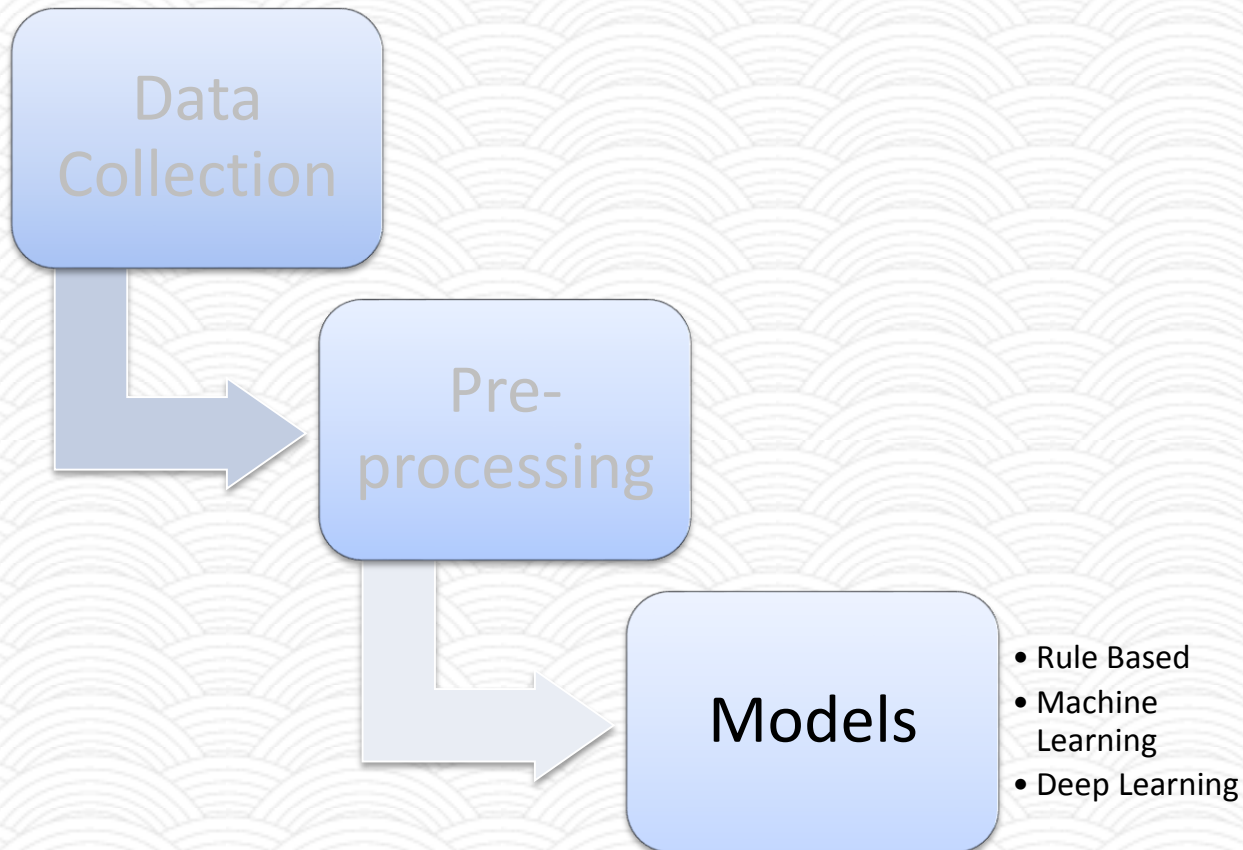 Data
Collection
Pre-
processing
Models
• Rule Based
• Machine
Learning
• Deep Learning